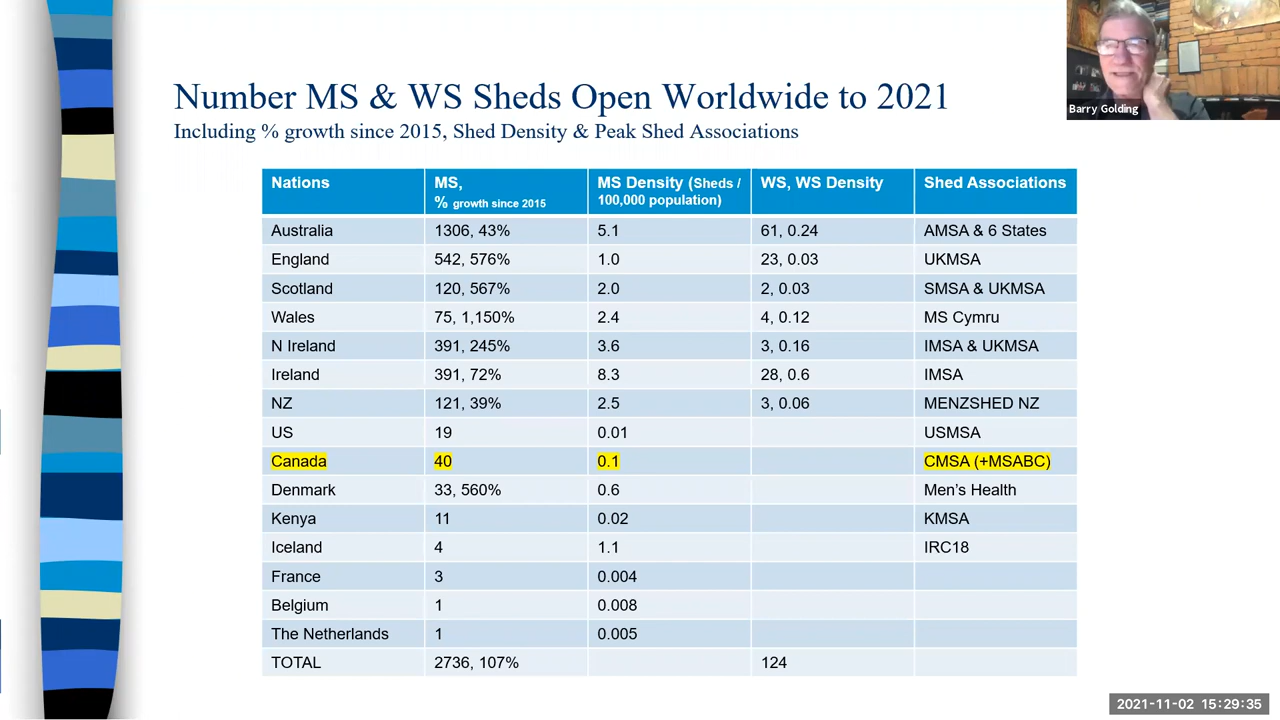 Number MS & WS Sheds Open Worldwide to 2021
Including % growth since 2015, Shed Density & Peak Shed Associations
Barry Golding
Nations MS, % growth since 2015 MS Density (Sheds / 100,000 population) WS, WS Density Shed Associations
Australia 1306, 43% 5.1 61, 0.24 AMSA & 6 States
England 542, 576% 1.0 23, 0.03 UKMSA
Scotland 120, 567% 2.0 2, 0.03 SMSA & UKMSA
Wales 75, 1,150% 2.4 4, 0.12 MS Cymru
N Ireland 391, 245% 3.6 3, 0.16 IMSA & UKMSA
Ireland 391, 72% 8.3 28, 0.6 IMSA
NZ 121, 39% 2.5 3, 0.06 MENZSHED NZ
US 19 0.01 USMSA
Canada 40 0.1 CMSA (+MSABC)
Denmark 33, 560% 0.6 Men's Health
Kenya 11 0.02 KMSA
Iceland 4 1.1 IRC18
France 3 0.004
Belgium 1 0.008
The Netherlands 1 0.005
TOTAL 2736, 107% 124
2021-11-02 15:29:35